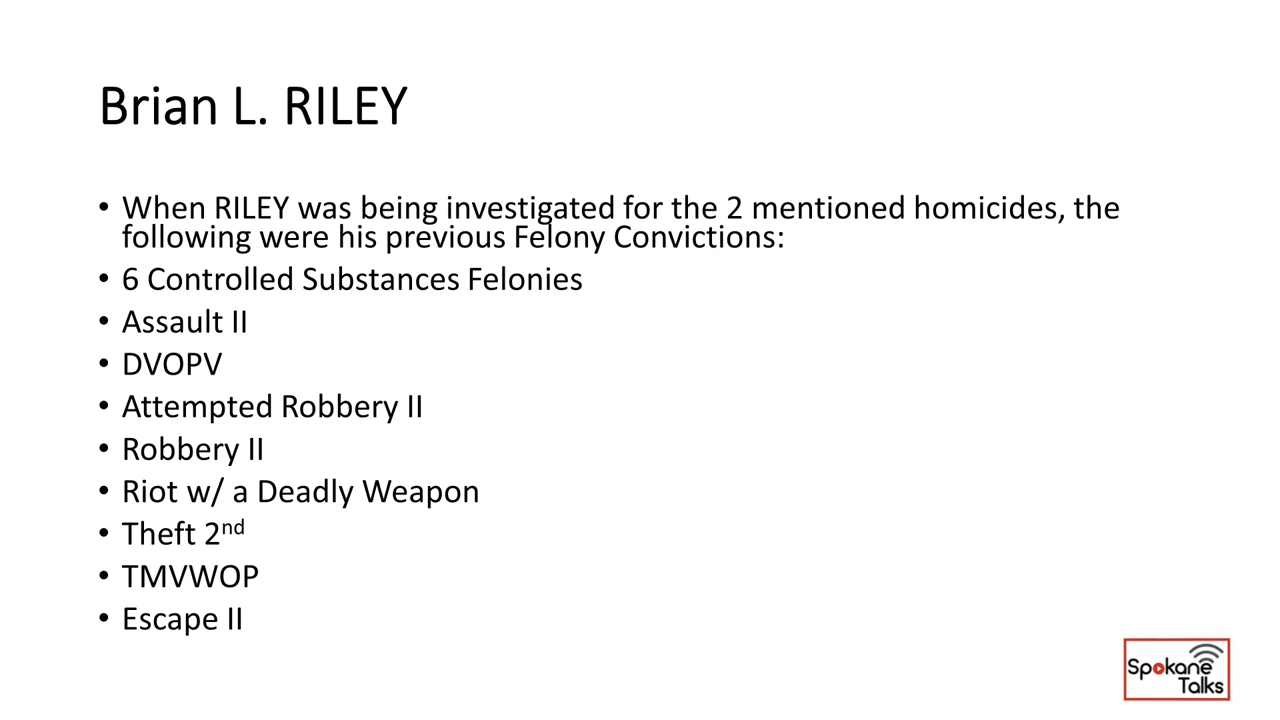 Brian L. RILEY
• When RILEY was being investigated for the 2 mentioned homicides, the
following were his previous Felony Convictions:
• 6 Controlled Substances Felonies
• Assault II
• DVOPV
• Attempted Robbery II
• Robbery II
• Riot w/ a Deadly Weapon
• Theft 2nd
• TMVWOP
• Escape II
Spokane
Talks